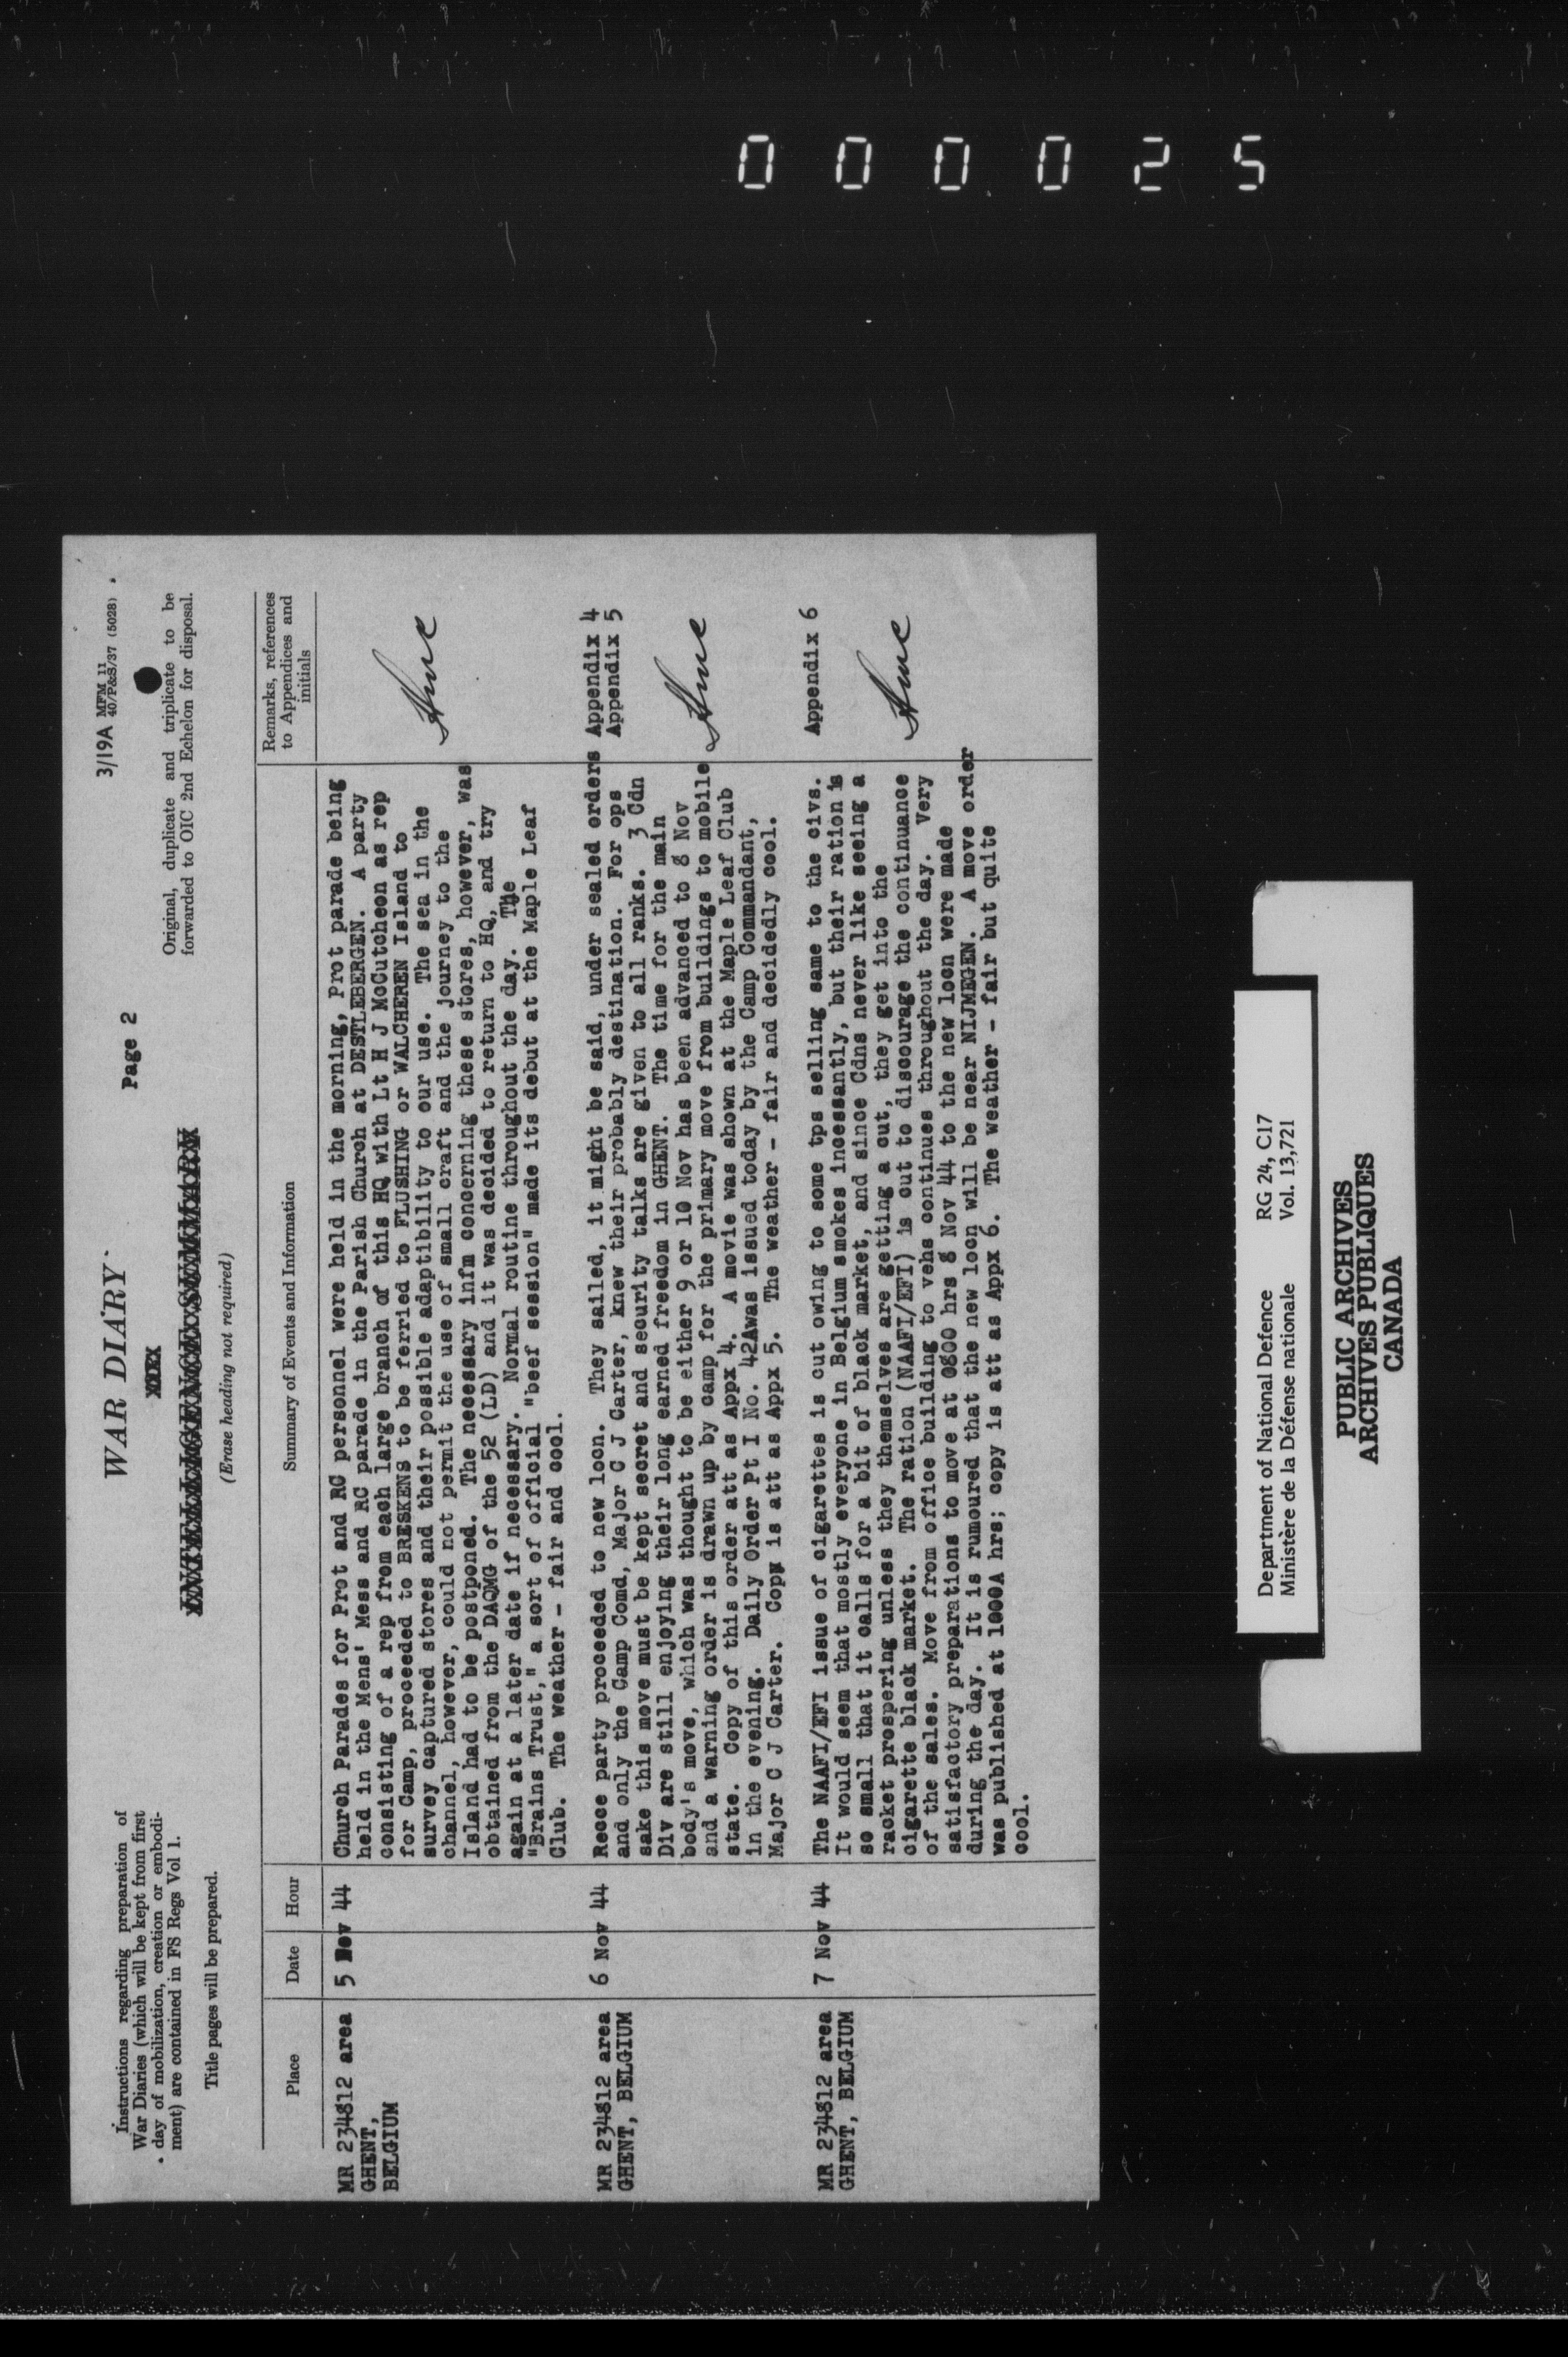 000025
3/19A MFM 11
40/P&S/37 (5028)
WAR DIARY
Page 2
Instructions regarding preparation of
War Diaries (which will be kept from first
day of mobilization, creation or embodi-
ment) are contained in FS Regs Vol 1.
Title pages will be prepared.
INTELLIGENCE SUMMARY
(Erase heading not required)
Original, duplicate and triplicate to be
forwarded to OIC 2nd Echelon for disposal.
Place Date Hour Summary of Events and Information Remarks, references
to Appendices and
initials
MR 234812 area
GHENT,
BELGIUM
5 Nov 44
Church Parades for Prot and RC personnel were held in the morning, Prot parade being
held in the Mens' Mess and RC parade in the Parish Church at DESTLEBERGEN. A party
consisting of a rep from each large branch of this HQ with Lt H J McCutcheon as rep
for Camp, proceeded to BRESKENS to be ferried to FLUSHING or WALCHEREN Island to
survey captured stores and their possible adaptibility to our use. The sea in the
channel, however, could not permit the use of small craft and the journey to the
Island had to be postponed. The necessary infm concerning these stores, however, was
obtained from the DAQMG of the 52 (LD) and it was decided to return to HQ, and try
again at a later date if necessary. Normal routine throughout the day. The
"Brains Trust," a sort of official "beef session" made its debut at the Maple Leaf
Club. The weather - fair and cool.
MR 234812 area
GHENT, BELGIUM
6 Nov 44
Recce party proceeded to new locn. They sailed, it might be said, under sealed orders
and only the Camp Comd, Major C J Carter, knew their probably destination. For ops
sake this move must be kept secret and security talks are given to all ranks. 3 Cdn
Div are still enjoying their long earned freedom in GHENT. The time for the main
body's move, which was thought to be either 9 or 10 Nov has been advanced to 8 Nov
and a warning order is drawn up by camp for the primary move from buildings to mobile
state. Copy of this order att as Appx 4. A movie was shown at the Maple Leaf Club
in the evening. Daily Order Pt I No. 42A was issued today by the Camp Commandant,
Major C J Carter. Copy is att as Appx 5. The weather - fair and decidedly cool.
Appendix 4
Appendix 5
MR 234812 area
GHENT, BELGIUM
7 Nov 44
The NAAFI/EFI issue of cigarettes is cut owing to some tps selling same to the civs.
It would seem that mostly everyone in Belgium smokes incessantly, but their ration is
so small that it calls for a bit of black market, and since Cdns never like seeing a
racket prospering unless they themselves are getting a cut, they get into the
cigarette black market. The ration (NAAFI/EFI) is cut to discourage the continuance
of the sales. Move from office building to vehs continues throughout the day. Very
satisfactory preparations to move at 0800 hrs 8 Nov 44 to the new locn were made
during the day. It is rumoured that the new locn will be near NIJMEGEN. A move order
was published at 1000A hrs; copy is att as Appx 6. The weather - fair but quite
cool.
Appendix 6
Department of National Defence RG 24, C17
Ministère de la Défense nationale Vol. 13,721
PUBLIC ARCHIVES
ARCHIVES PUBLIQUES
CANADA